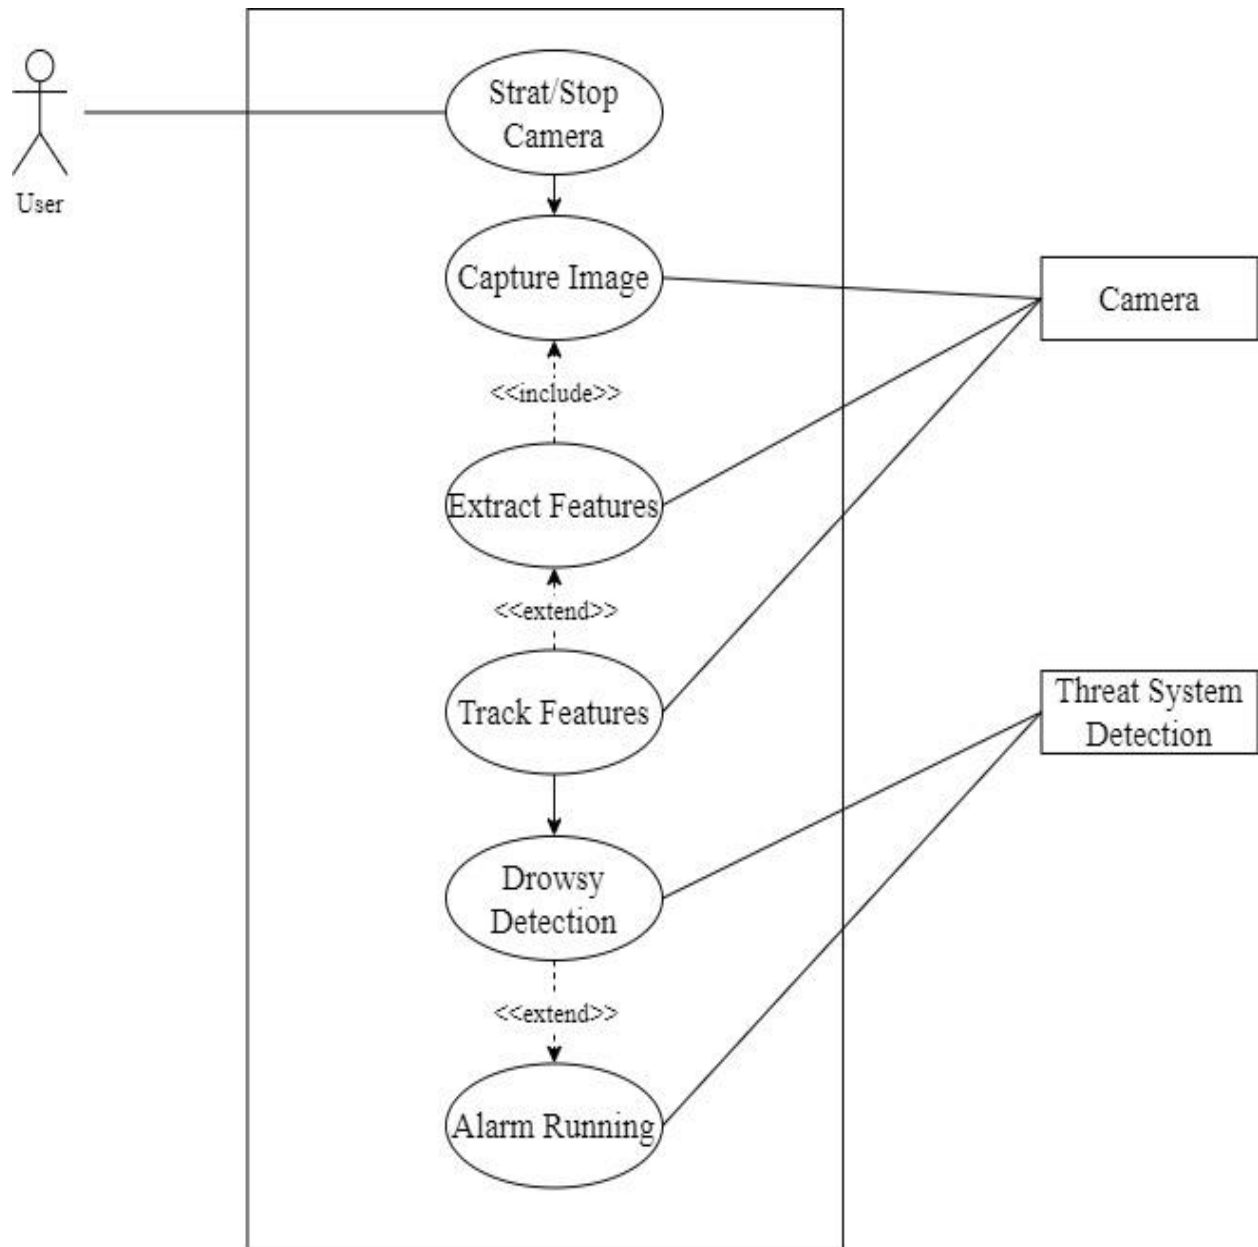 Strat/Stop
Camera
User
Capture Image
Camera
<<include>>
Extract Features
<<extend>>
Track Features
Threat System
Detection
Drowsy
Detection
<<extend>>
Alarm Running